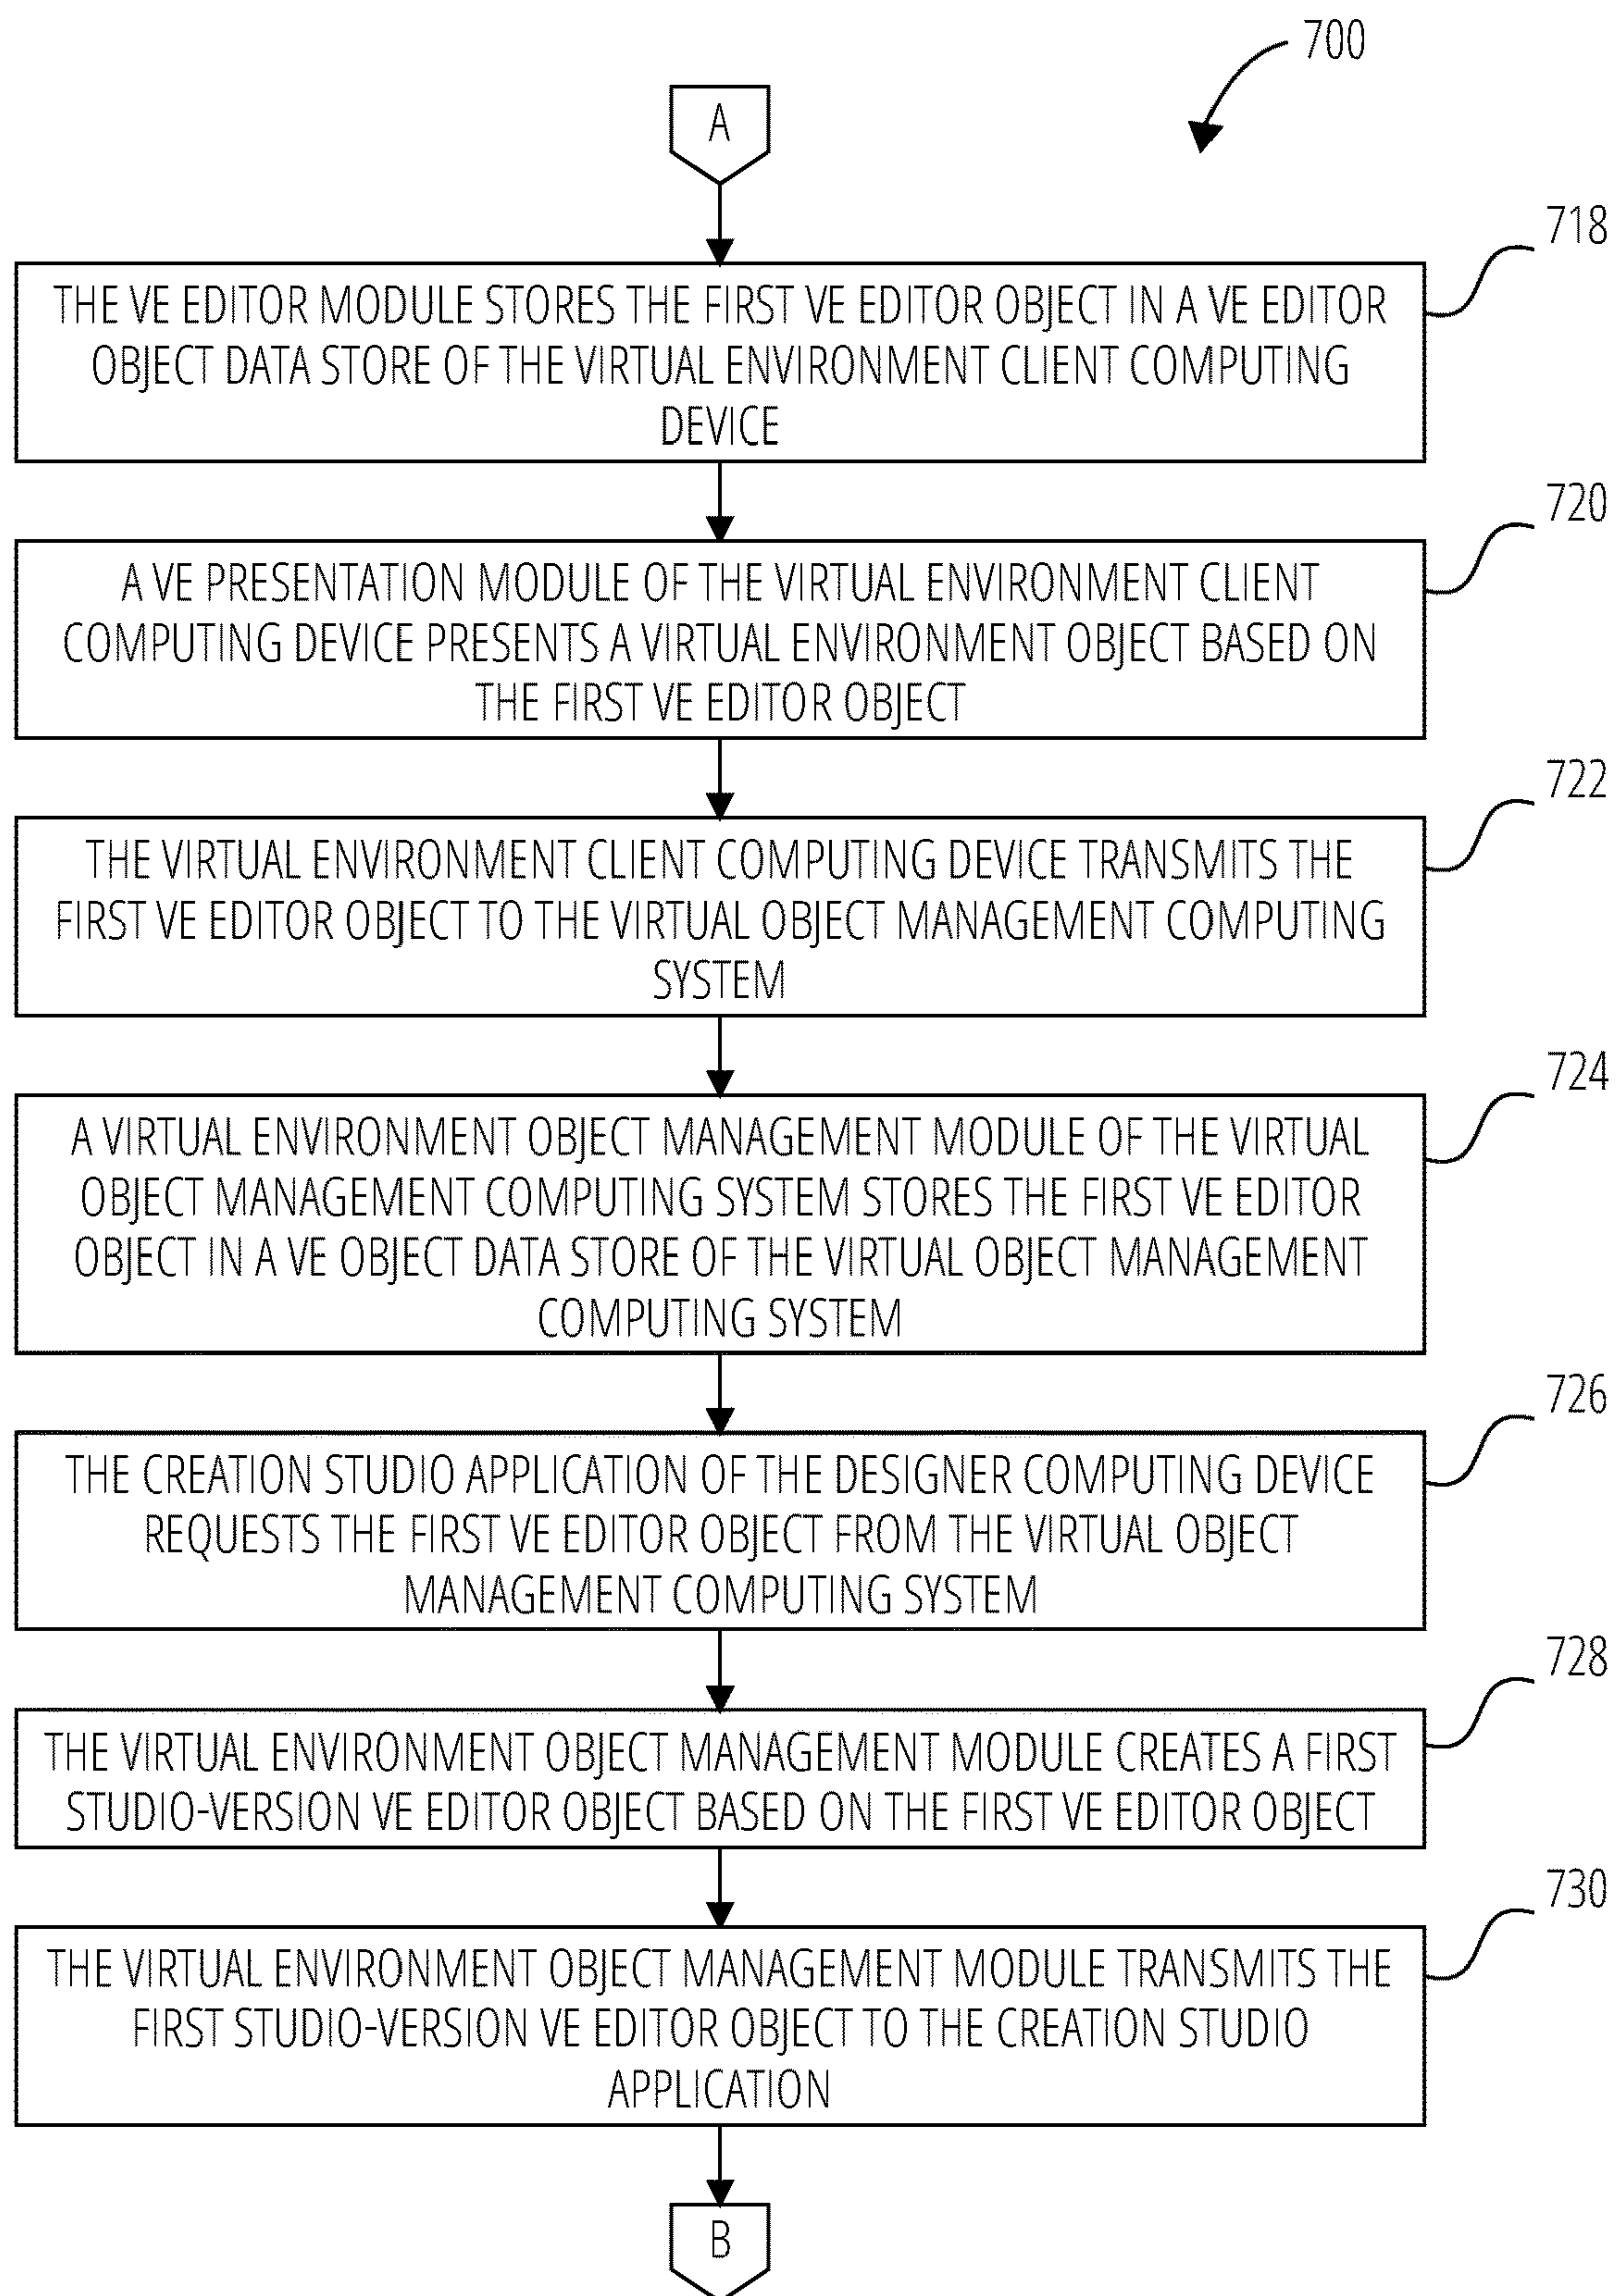 700
A
718
THE VE EDITOR MODULE STORES THE FIRST VE EDITOR OBJECT IN A VE EDITOR
OBJECT DATA STORE OF THE VIRTUAL ENVIRONMENT CLIENT COMPUTING
DEVICE
720
A VE PRESENTATION MODULE OF THE VIRTUAL ENVIRONMENT CLIENT
COMPUTING DEVICE PRESENTS A VIRTUAL ENVIRONMENT OBJECT BASED ON
THE FIRST VE EDITOR OBJECT
722
THE VIRTUAL ENVIRONMENT CLIENT COMPUTING DEVICE TRANSMITS THE
FIRST VE EDITOR OBJECT TO THE VIRTUAL OBJECT MANAGEMENT COMPUTING
SYSTEM
724
A VIRTUAL ENVIRONMENT OBJECT MANAGEMENT MODULE OF THE VIRTUAL
OBJECT MANAGEMENT COMPUTING SYSTEM STORES THE FIRST VE EDITOR
OBJECT IN A VE OBJECT DATA STORE OF THE VIRTUAL OBJECT MANAGEMENT
COMPUTING SYSTEM
726
THE CREATION STUDIO APPLICATION OF THE DESIGNER COMPUTING DEVICE
REQUESTS THE FIRST VE EDITOR OBJECT FROM THE VIRTUAL OBJECT
MANAGEMENT COMPUTING SYSTEM
728
THE VIRTUAL ENVIRONMENT OBJECT MANAGEMENT MODULE CREATES A FIRST
STUDIO-VERSION VE EDITOR OBJECT BASED ON THE FIRST VE EDITOR OBJECT
730
THE VIRTUAL ENVIRONMENT OBJECT MANAGEMENT MODULE TRANSMITS THE
FIRST STUDIO-VERSION VE EDITOR OBJECT TO THE CREATION STUDIO
APPLICATION
B